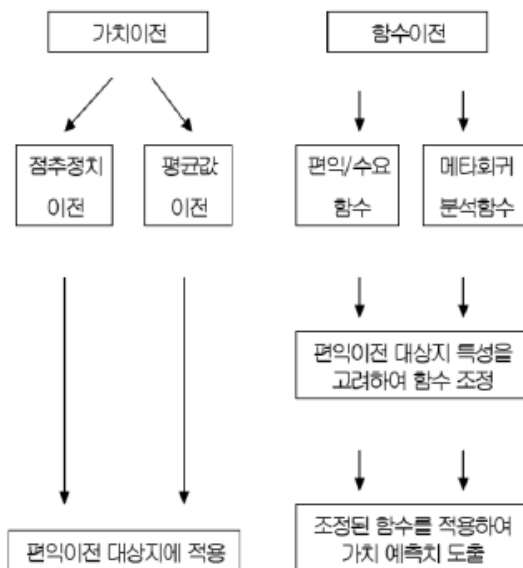 가치이전
함수이전
점추정치
이전
평균값
이전
편익/수요
함수
메타회귀
분석함수
편익이전 대상지 특성을
고려하여 함수 조정
편익이전 대상지에 적용
조정된 함수를 적용하여
가치 예측치 도출